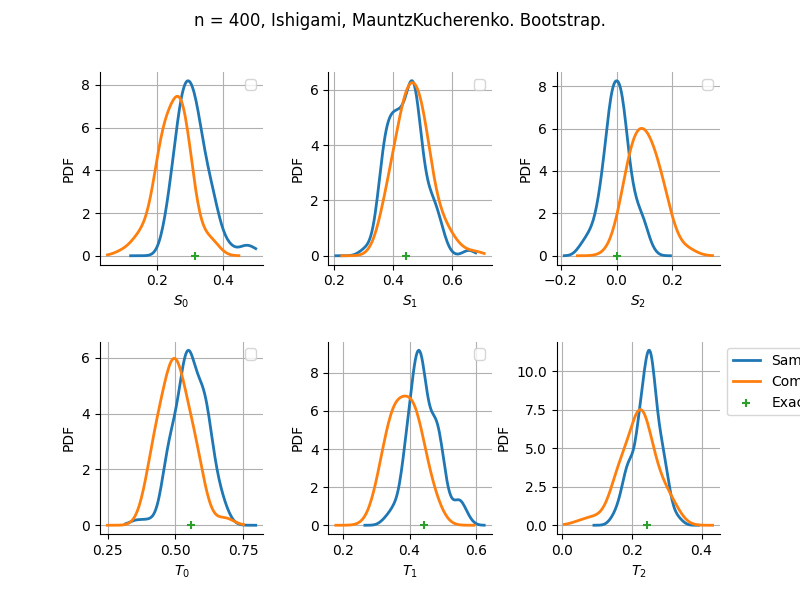 n = 400, Ishigami, MauntzKucherenko. Bootstrap.
PDF
8
6
4
2
0
0.2
0.4
S₀
PDF
6
4
2
0
0.2
0.4
0.6
S₁
PDF
8
6
4
2
0
−0.2
0.0
0.2
S₂
PDF
6
4
2
0
0.25
0.50
0.75
T₀
PDF
8
6
4
2
0
0.2
0.4
0.6
T₁
PDF
10.0
7.5
5.0
2.5
0.0
0.0
0.2
0.4
T₂
Sam
Com
Exac